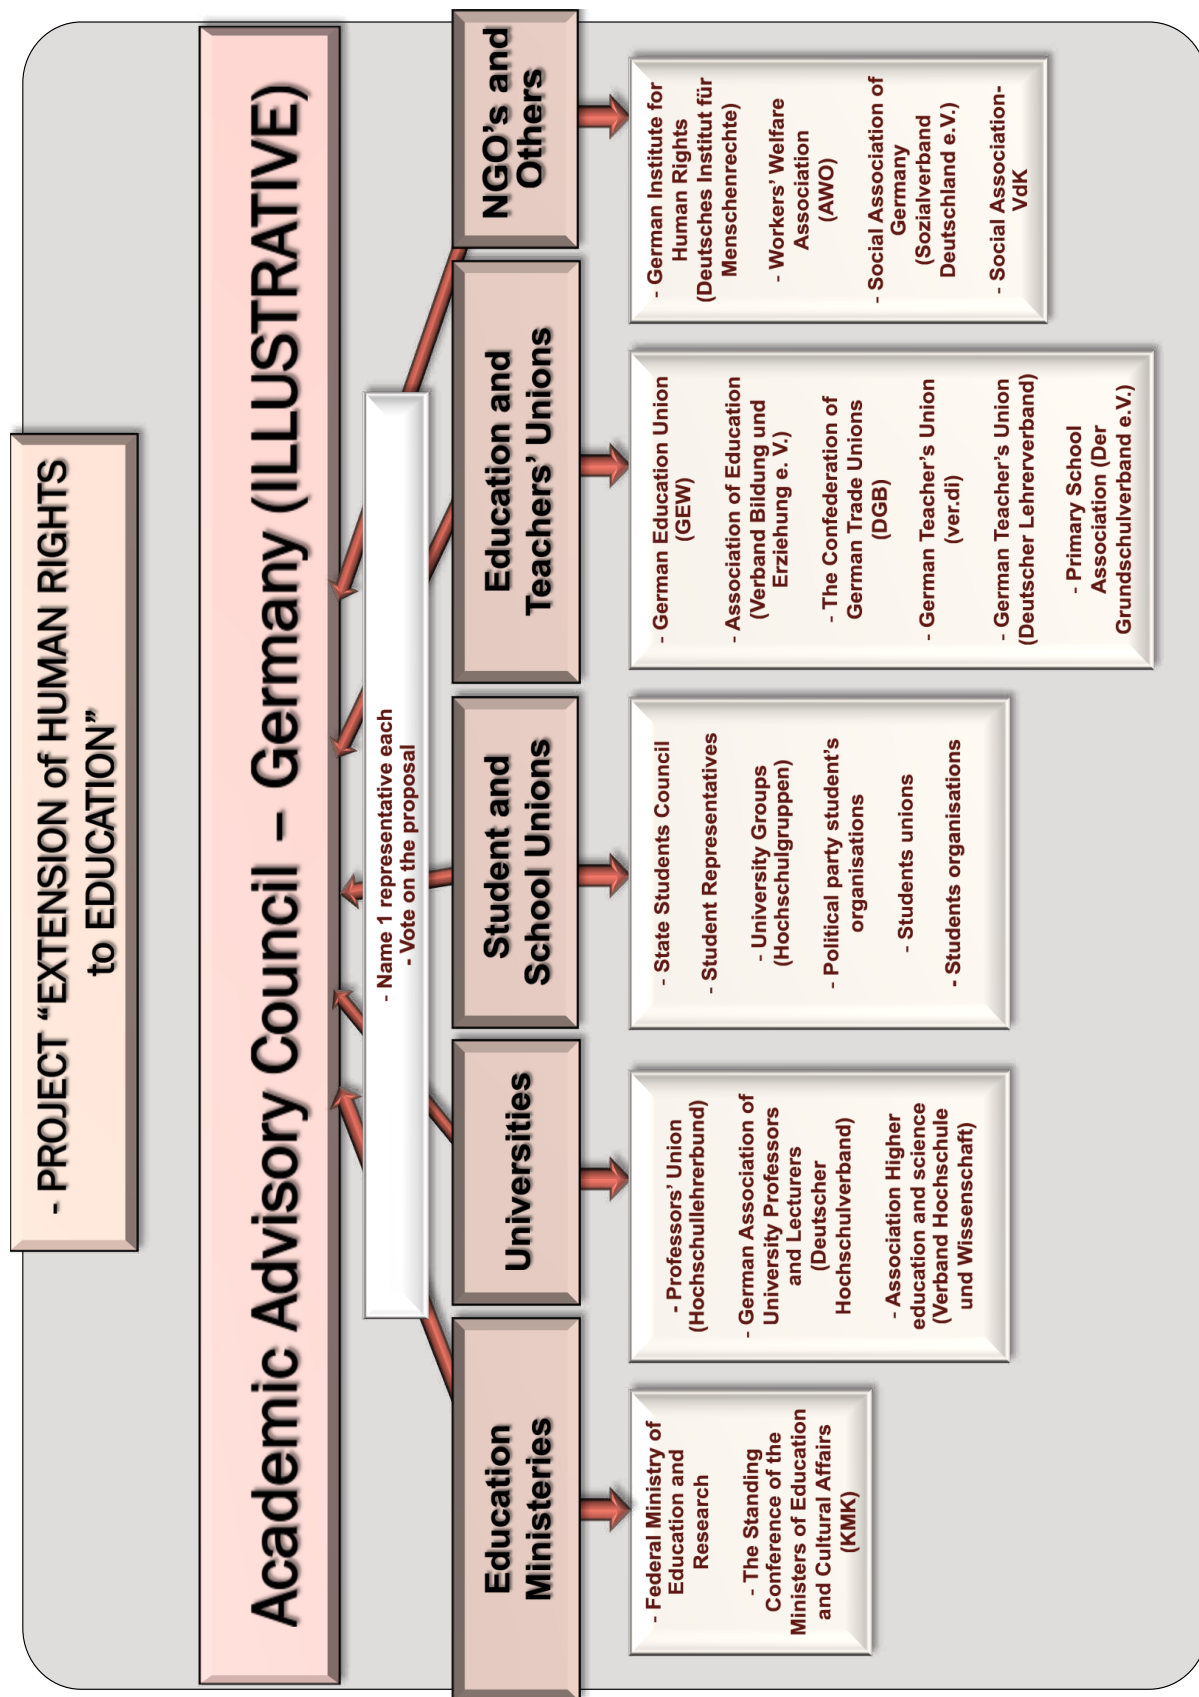 - PROJECT “EXTENSION of HUMAN RIGHTS
to EDUCATION”
Academic Advisory Council – Germany (ILLUSTRATIVE)
- Name 1 representative each
- Vote on the proposal
Education
Ministeries
- Federal Ministry of
Education and
Research
- The Standing
Conference of the
Ministers of Education
and Cultural Affairs
(KMK)
Universities
- Professors’ Union
(Hochschullehrerbund)
- German Association of
University Professors
and Lecturers
(Deutscher
Hochschulverband)
- Association Higher
education and science
(Verband Hochschule
und Wissenschaft)
Student and
School Unions
- State Students Council
- Student Representatives
- University Groups
(Hochschulgruppen)
- Political party student’s
organisations
- Students unions
- Students organisations
Education and
Teachers’ Unions
- German Education Union
(GEW)
- Association of Education
(Verband Bildung und
Erziehung e. V.)
- The Confederation of
German Trade Unions
(DGB)
- German Teacher’s Union
(ver.di)
- German Teacher’s Union
(Deutscher Lehrerverband)
- Primary School
Association (Der
Grundschulverband e.V.)
NGO’s and
Others
- German Institute for
Human Rights
(Deutsches Institut für
Menschenrechte)
- Workers’ Welfare
Association
(AWO)
- Social Association of
Germany
(Sozialverband
Deutschland e.V.)
- Social Association-
VdK